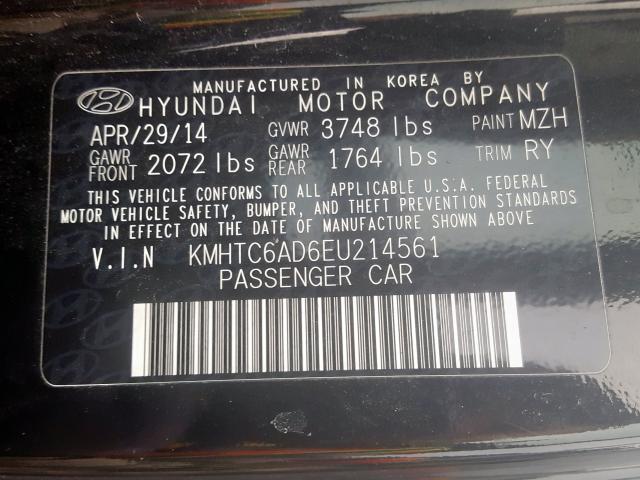 MANUFACTURED IN KOREA BY
HYUNDAI MOTOR COMPANY
APR/29/14 GVWR 3748 lbs PAINT MZH
GAWR FRONT 2072 lbs GAWR REAR 1764 lbs TRIM RY
THIS VEHICLE CONFORMS TO ALL APPLICABLE U.S.A. FEDERAL
MOTOR VEHICLE SAFETY, BUMPER, AND THEFT PREVENTION STANDARDS
IN EFFECT ON THE DATE OF MANUFACTURE SHOWN ABOVE.
V.I.N KMHTC6AD6EU214561
PASSENGER CAR